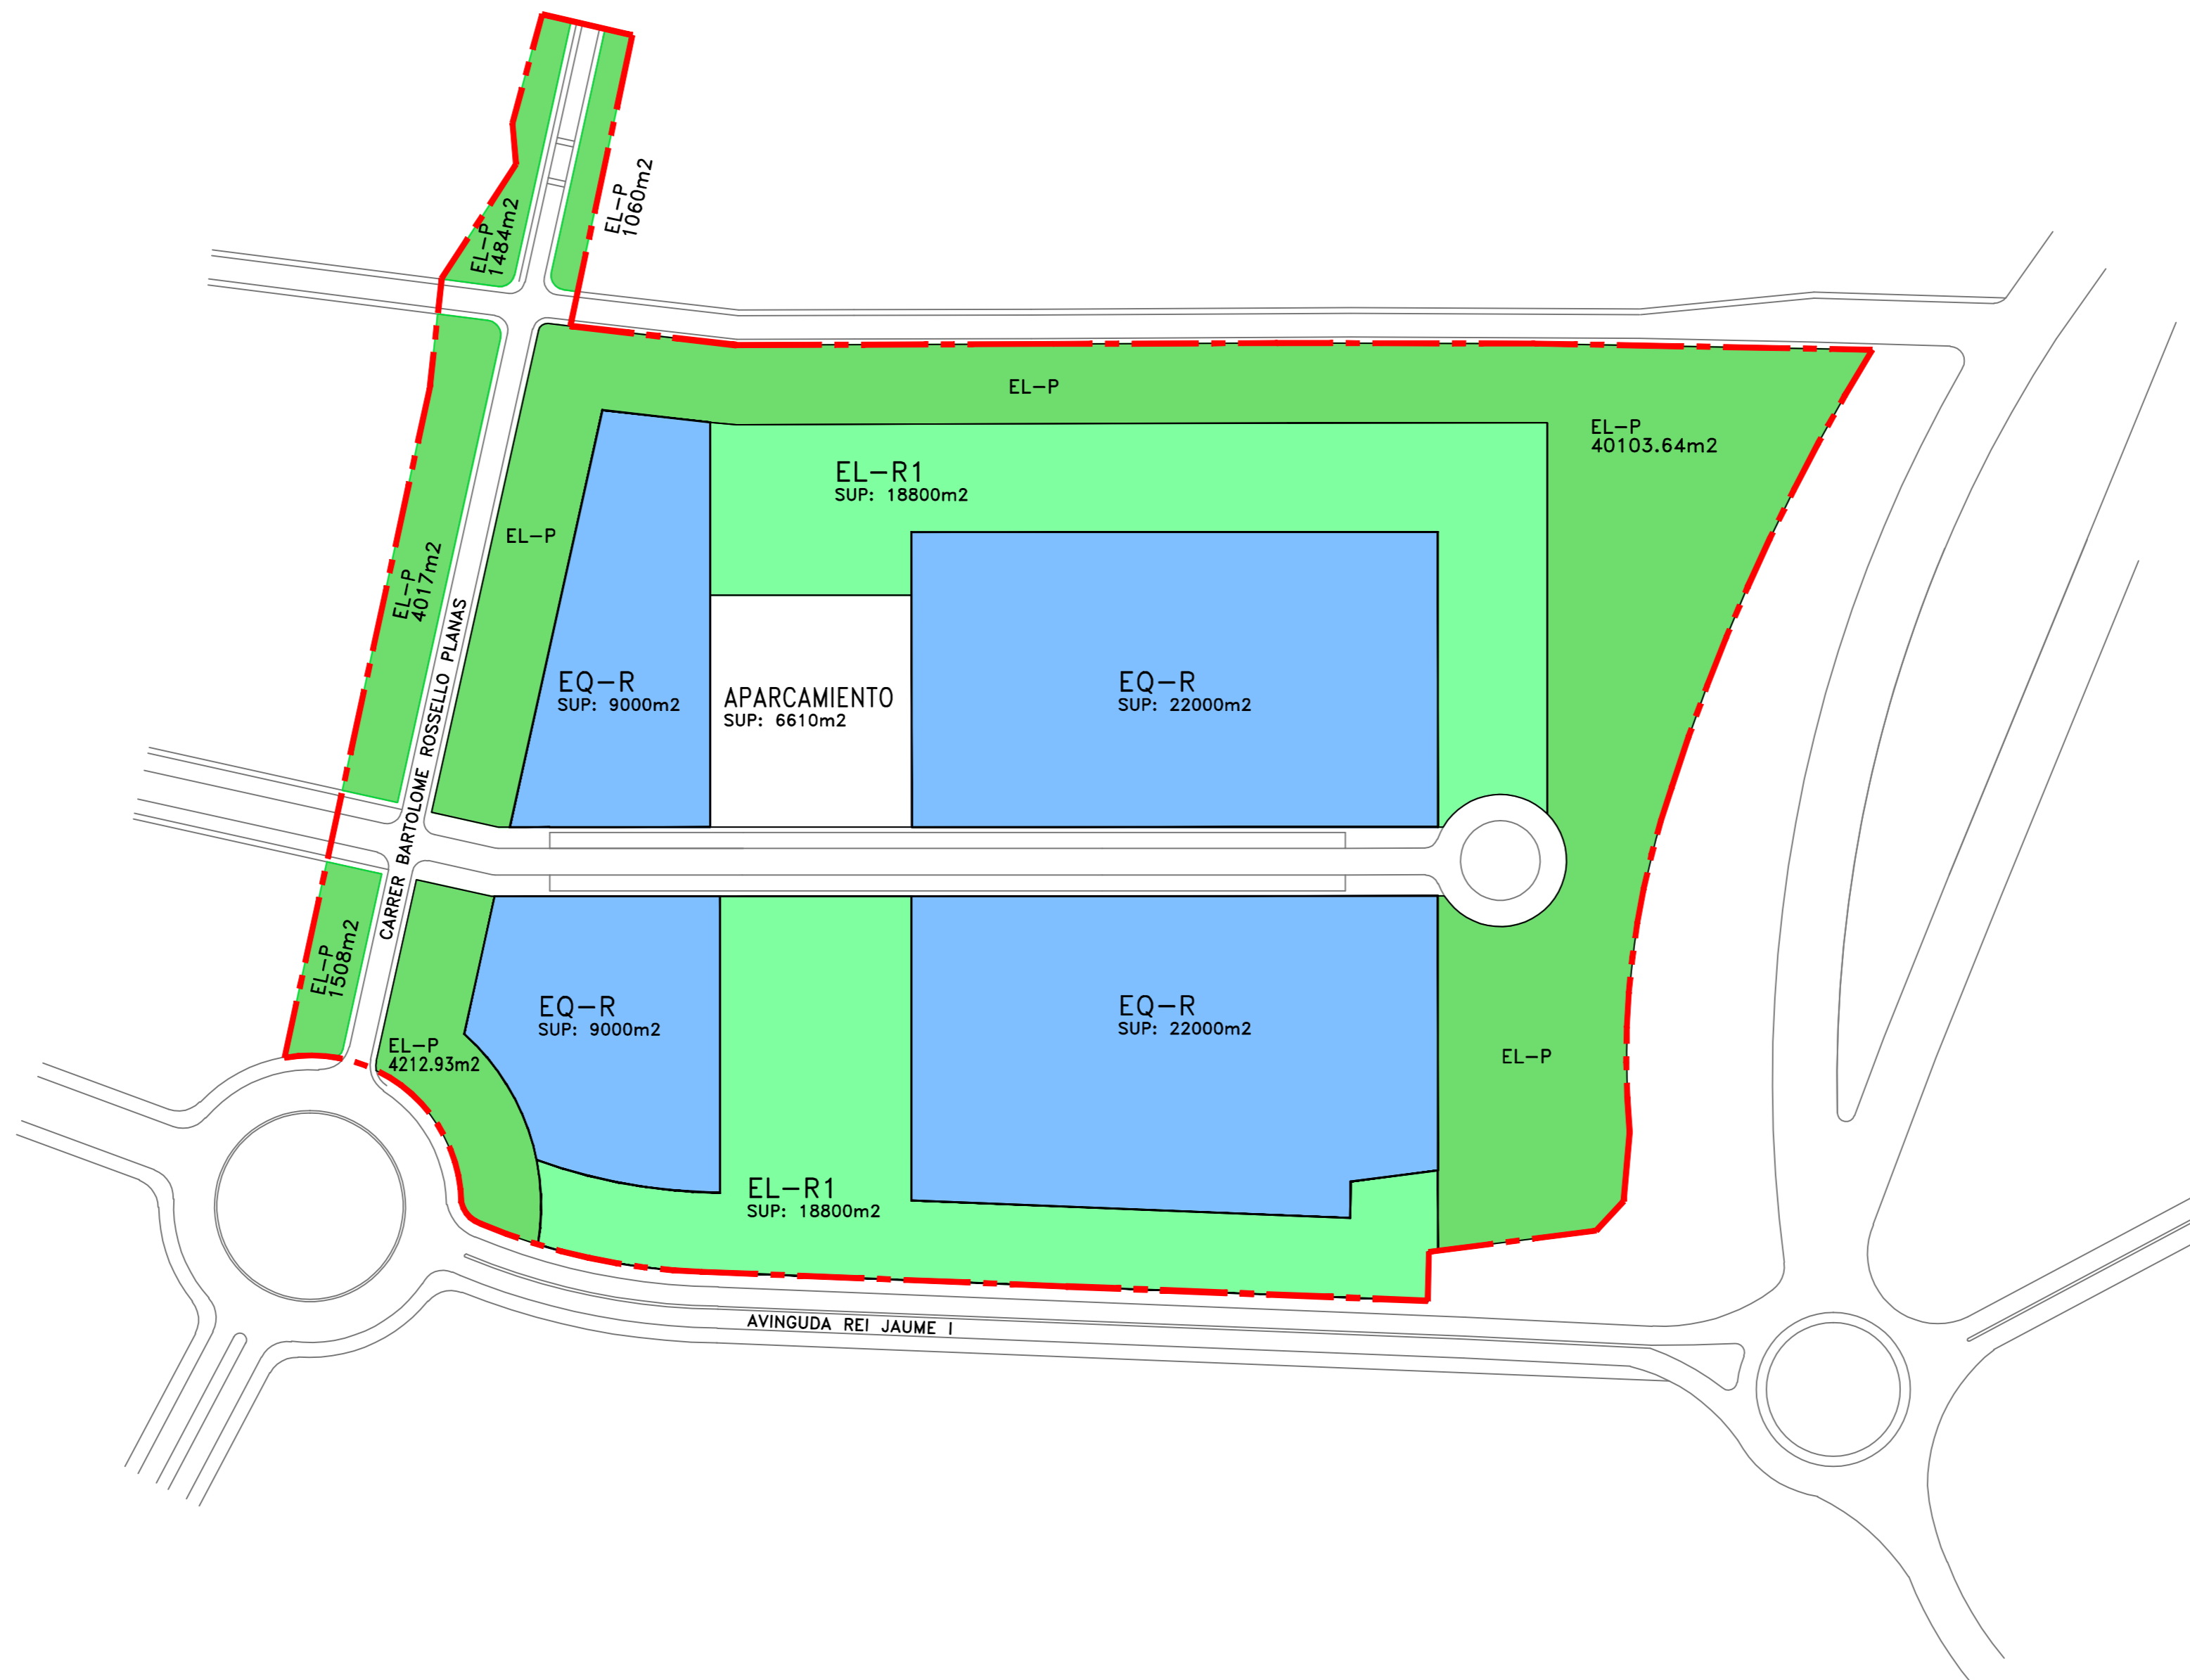 EL-P
1060m2
EL-P
1484m2
EL-P
EL-P
40103.64m2
EL-R1
SUP: 18800m2
EL-P
EL-P
4017m2
CARRER BARTOLOME ROSSELLO PLANAS
EQ-R
SUP: 9000m2
APARCAMIENTO
SUP: 6610m2
EQ-R
SUP: 22000m2
EL-P
1508m2
EL-P
4212.93m2
EQ-R
SUP: 9000m2
EQ-R
SUP: 22000m2
EL-P
EL-R1
SUP: 18800m2
AVINGUDA REI JAUME I